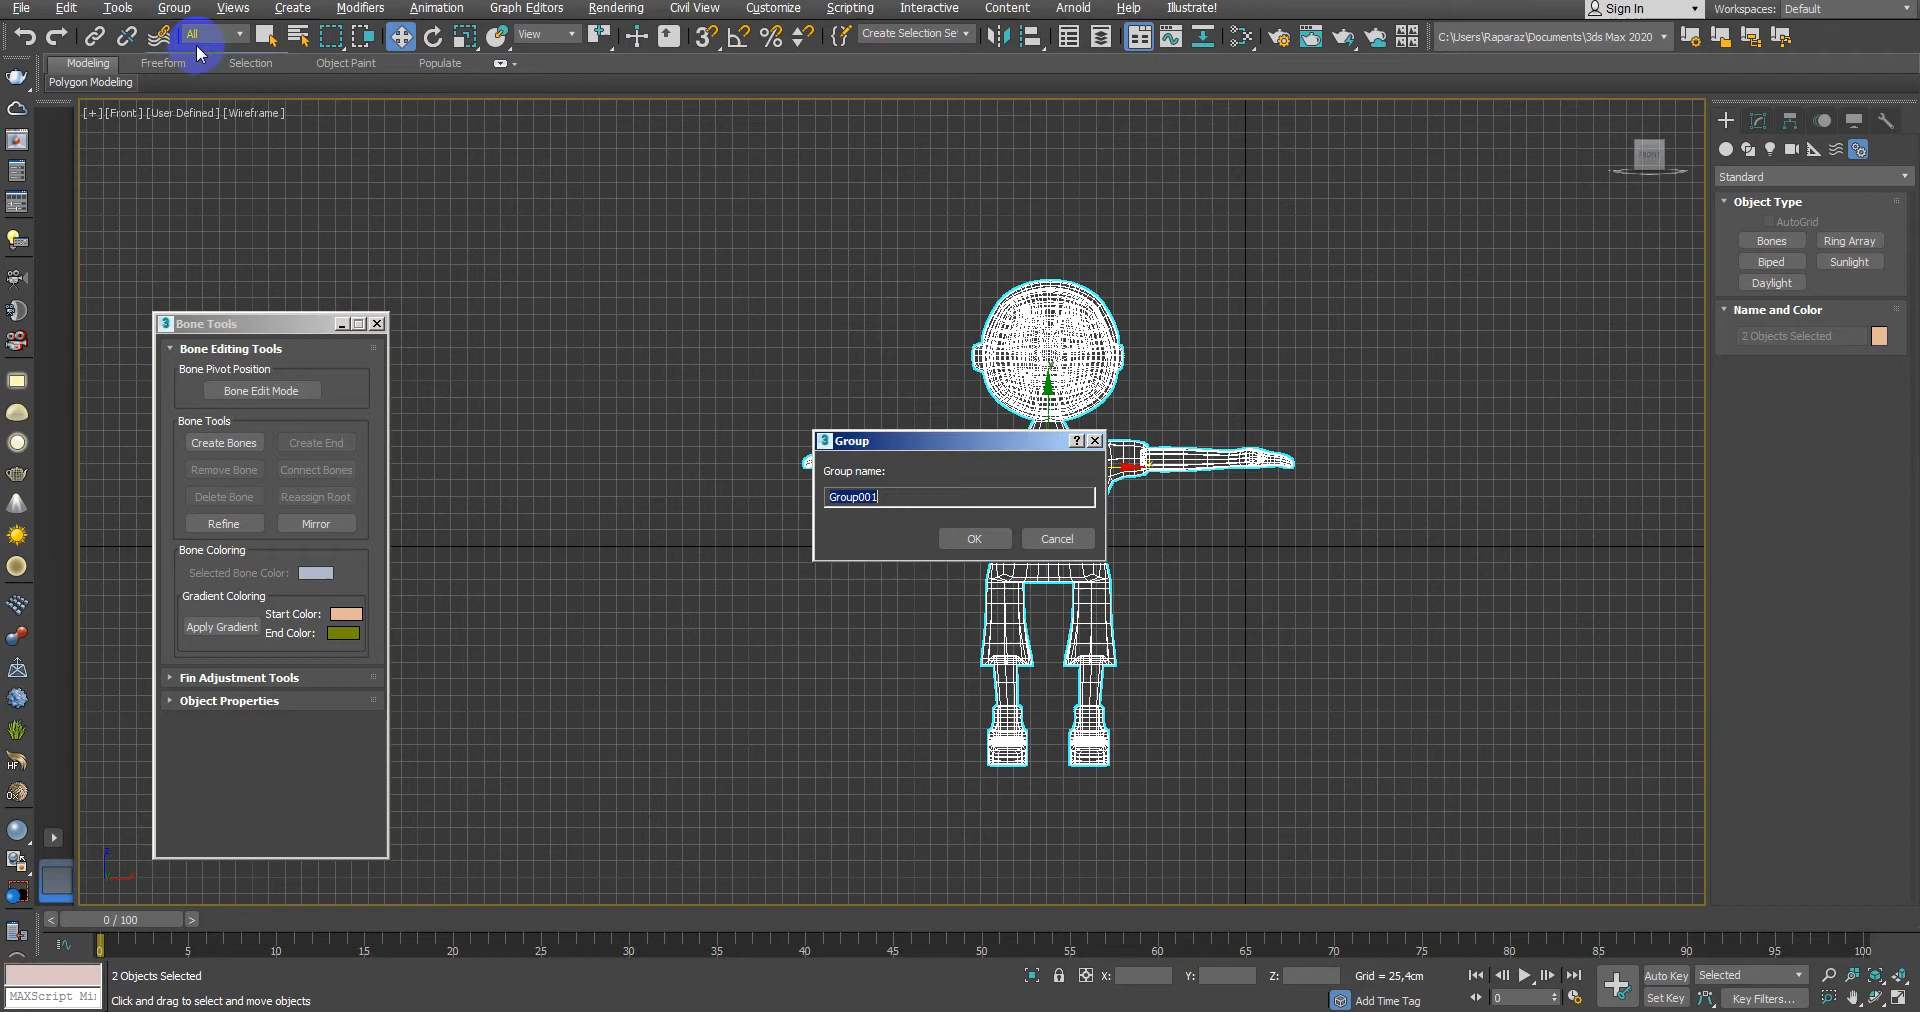 File Edit Tools Group Views Create Modifiers Animation Graph Editors Rendering Civil View Customize Scripting Interactive Content Arnold Help Illustrate! Sign In Workspaces: Default
All View Create Selection Se C:\Users\Raparaz\Documents\3ds Max 2020
Modeling Freeform Selection Object Paint Populate
Polygon Modeling
[+] [Front] [User Defined] [Wireframe]
FRONT
Standard
Object Type
AutoGrid
Bones Ring Array
Biped Sunlight
Daylight
Name and Color
2 Objects Selected
3 Bone Tools
Bone Editing Tools
Bone Pivot Position
Bone Edit Mode
Bone Tools
Create Bones Create End
Remove Bone Connect Bones
Delete Bone Reassign Root
Refine Mirror
Bone Coloring
Selected Bone Color:
Gradient Coloring
Start Color:
Apply Gradient
End Color:
Fin Adjustment Tools
Object Properties
3 Group ?
Group name:
Group001
OK Cancel
HF
0 / 100
0 5 10 15 20 25 30 35 40 45 50 55 60 65 70 75 80 85 90 95 100
2 Objects Selected X: Y: Z: Grid = 25,4cm Auto Key Selected
MAXScript Mi Click and drag to select and move objects Add Time Tag 0 Set Key Key Filters...